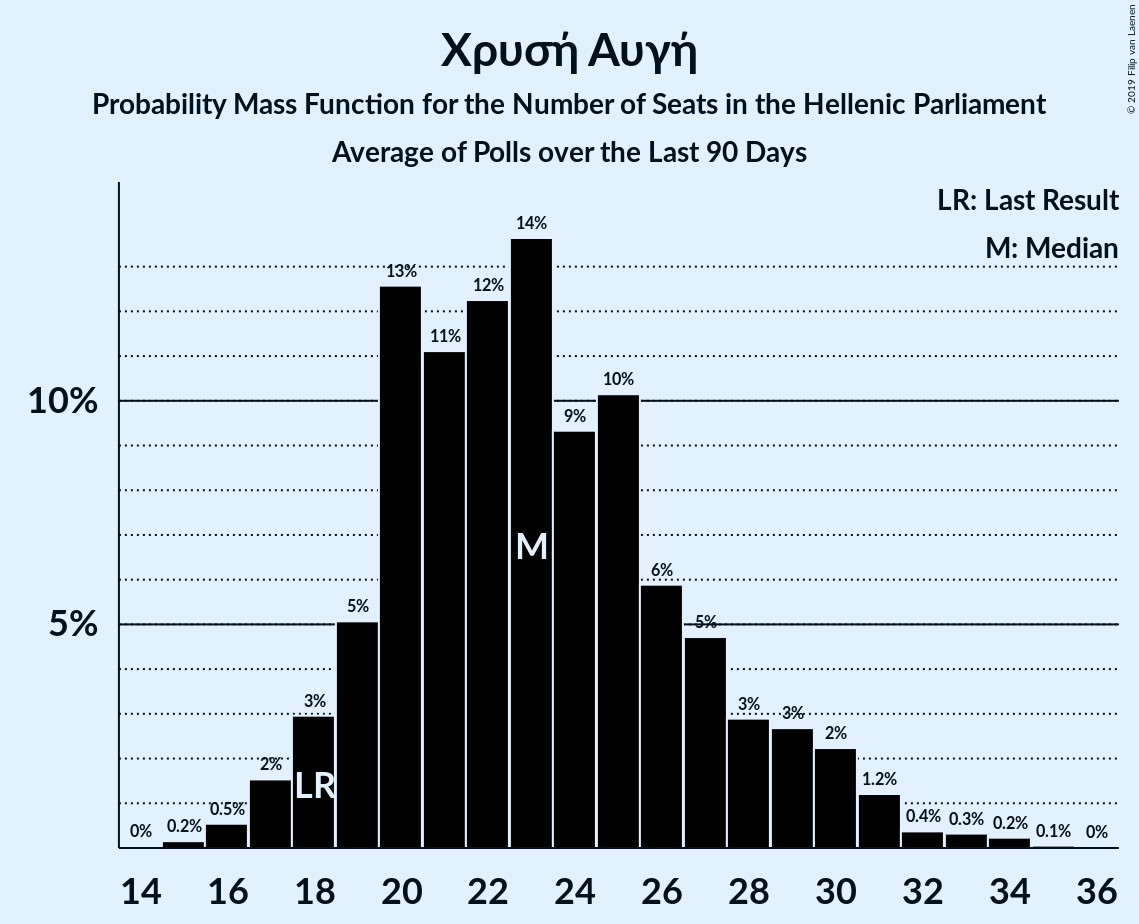 Χρυσή Αυγή
Probability Mass Function for the Number of Seats in the Hellenic Parliament
Average of Polls over the Last 90 Days
© 2019 Filip van Laenen
LR: Last Result
M: Median
10%
5%
0%
0.2%
0.5%
2%
3%
5%
13%
11%
12%
14%
9%
10%
6%
5%
3%
3%
2%
1.2%
0.4%
0.3%
0.2%
0.1%
0%
LR
M
14 16 18 20 22 24 26 28 30 32 34 36